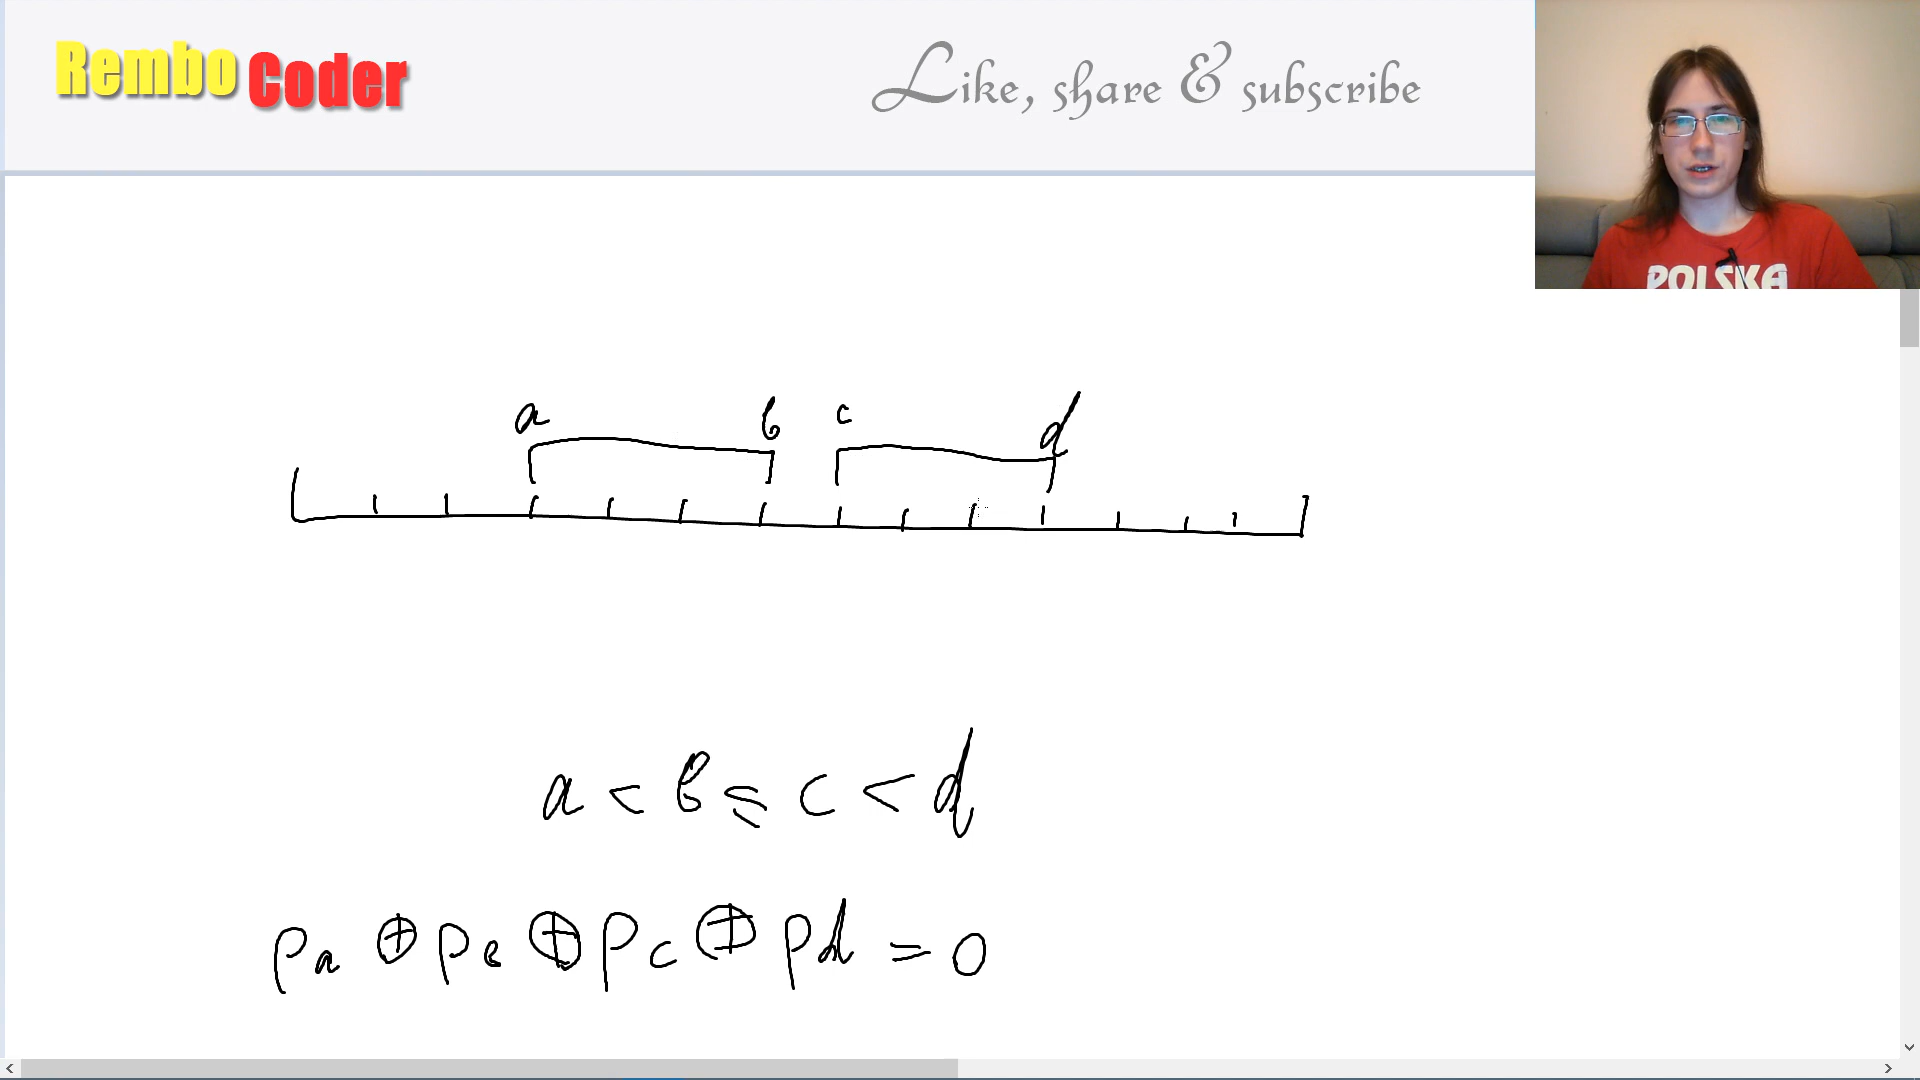 Rembo Coder
Like, share & subscribe
POLSKA
a b c d
a < b ≤ c < d
Pa ⊕ Pb ⊕ Pc ⊕ Pd = 0